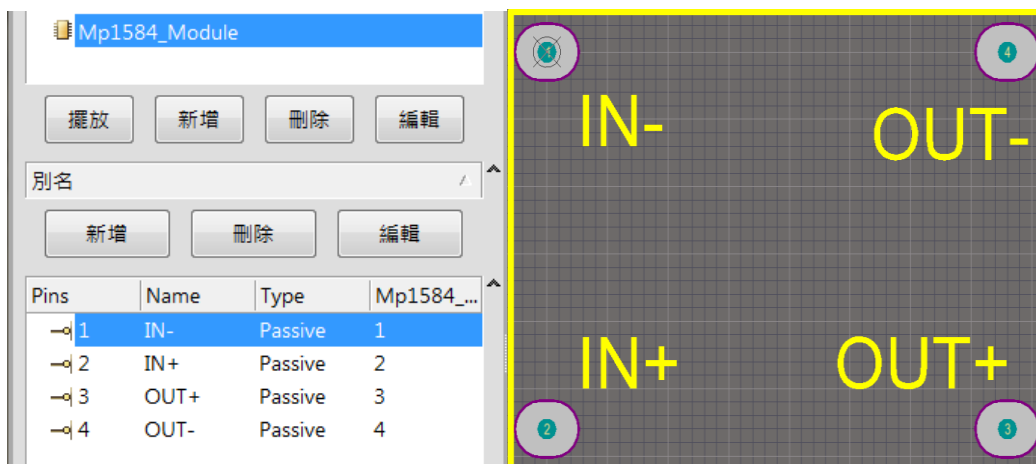 Mp1584_Module
擺放 新增 刪除 編輯
別名
新增 刪除 編輯
Pins Name Type Mp1584_...
1 IN- Passive 1
2 IN+ Passive 2
3 OUT+ Passive 3
4 OUT- Passive 4
1 4
IN- OUT-
IN+ OUT+
2 3